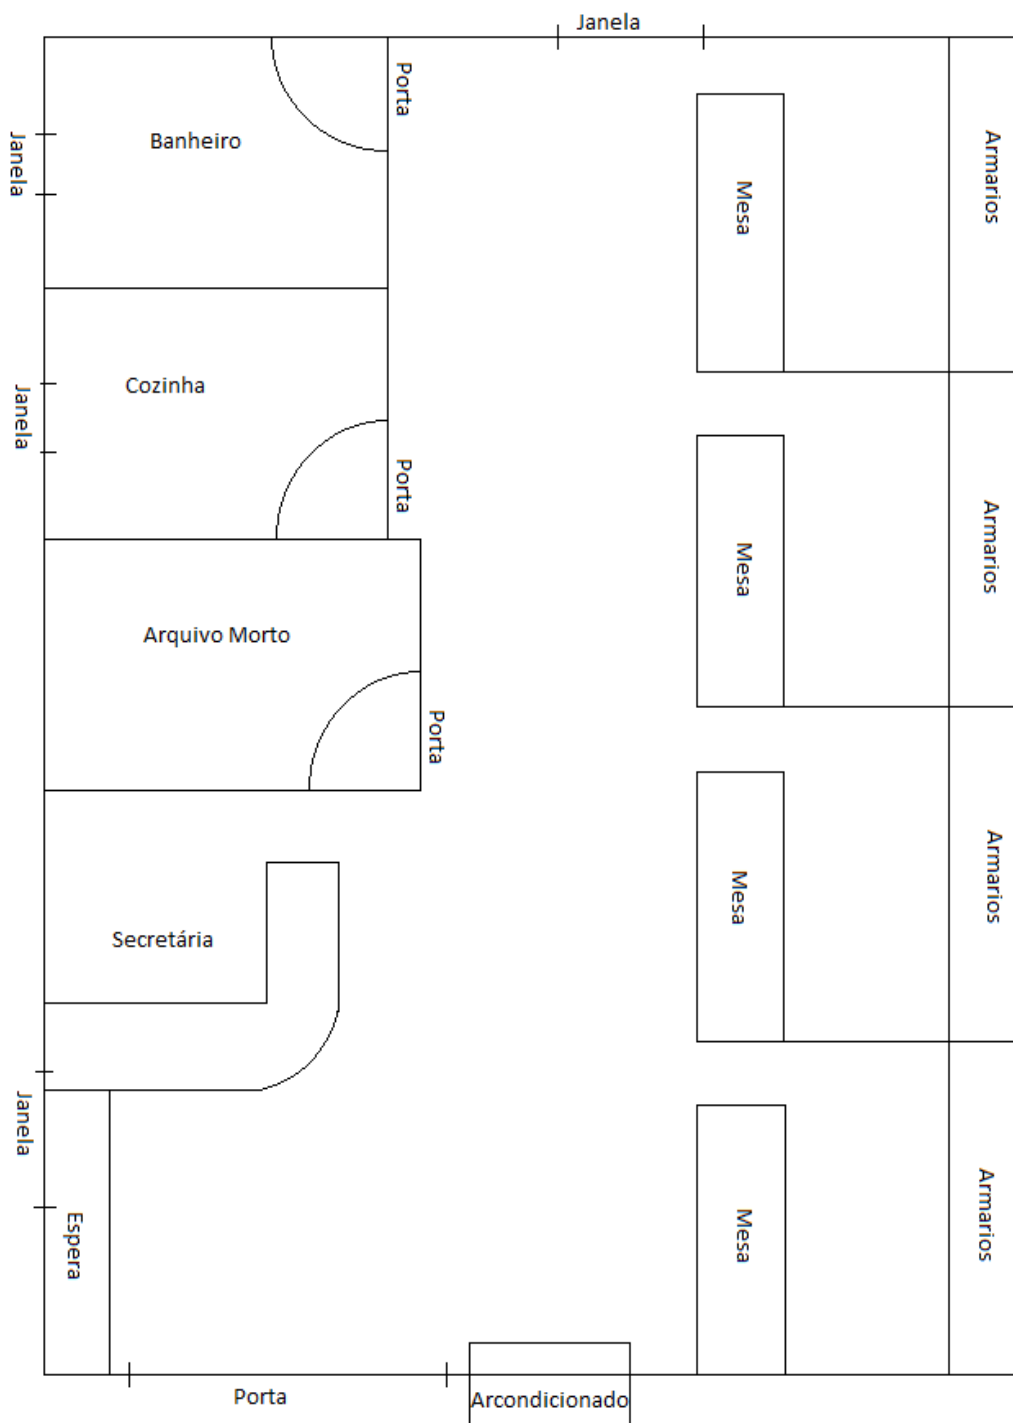 Janela
Porta
Banheiro
Janela
Mesa
Armarios
Cozinha
Janela
Porta
Mesa
Armarios
Arquivo Morto
Porta
Mesa
Armarios
Secretária
Janela
Espera
Mesa
Armarios
Porta
Arcondicionado